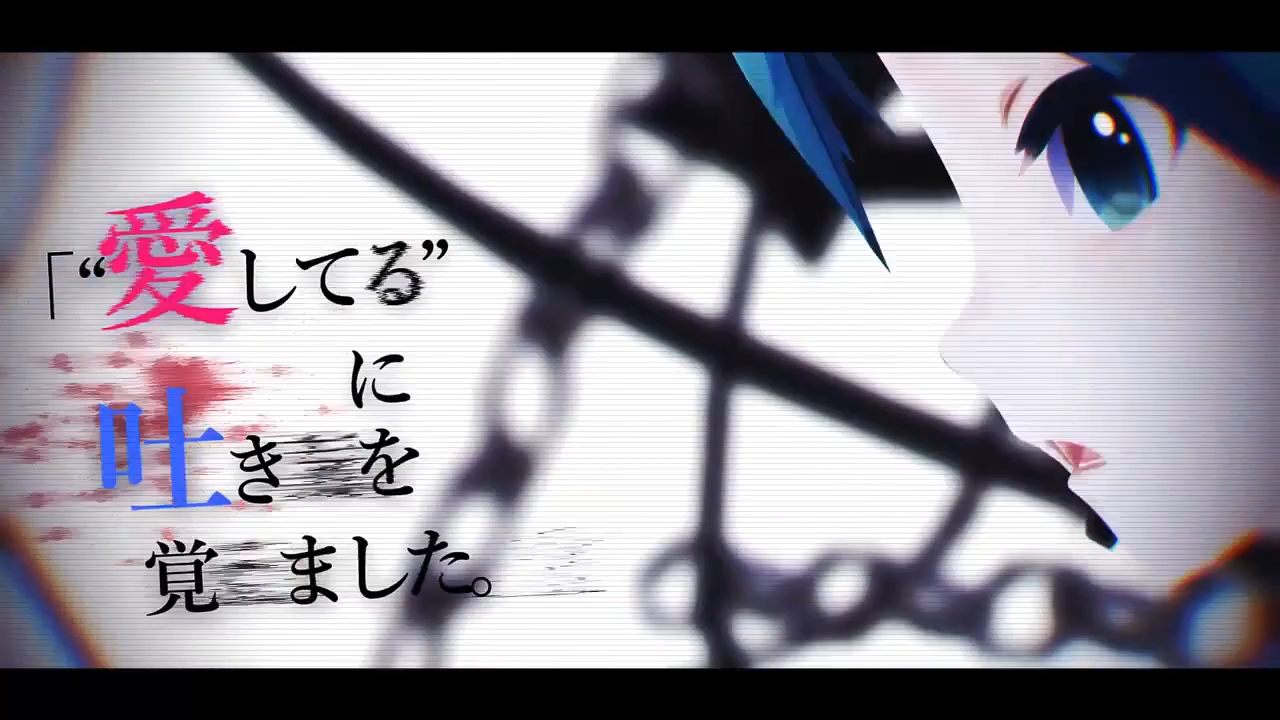 「“愛してる”
に
吐き を
覚 ました。